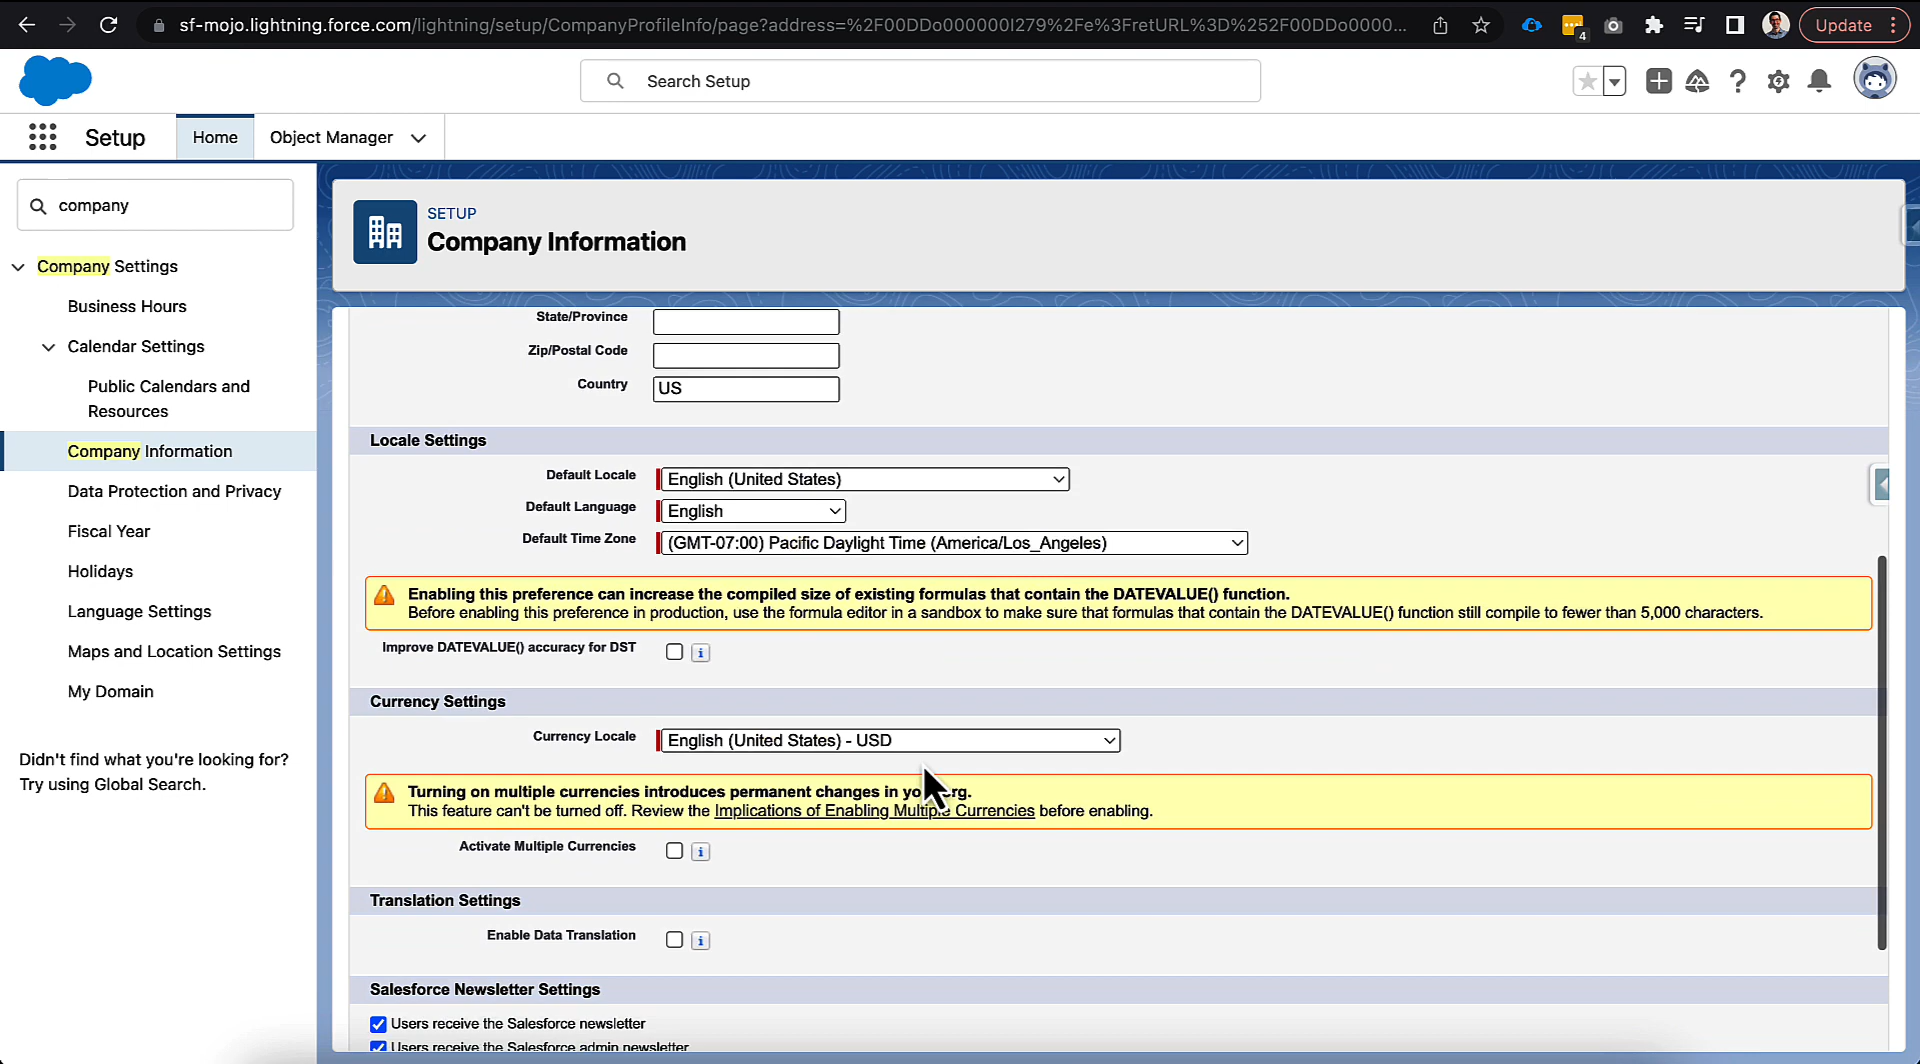 sf-mojo.lightning.force.com/lightning/setup/CompanyProfileInfo/page?address=%2F00DDo000000I279%2Fe%3FretURL%3D%252F00DDo0000...
4
Update
Search Setup
Setup
Home
Object Manager
company
Company Settings
Business Hours
Calendar Settings
Public Calendars and
Resources
Company Information
Data Protection and Privacy
Fiscal Year
Holidays
Language Settings
Maps and Location Settings
My Domain
Didn't find what you're looking for?
Try using Global Search.
SETUP
Company Information
State/Province
Zip/Postal Code
Country US
Locale Settings
Default Locale English (United States)
Default Language English
Default Time Zone (GMT-07:00) Pacific Daylight Time (America/Los_Angeles)
Enabling this preference can increase the compiled size of existing formulas that contain the DATEVALUE() function.
Before enabling this preference in production, use the formula editor in a sandbox to make sure that formulas that contain the DATEVALUE() function still compile to fewer than 5,000 characters.
Improve DATEVALUE() accuracy for DST i
Currency Settings
Currency Locale English (United States) - USD
Turning on multiple currencies introduces permanent changes in
This feature can't be turned off. Review the Implications of Enabling Multiple Currencies before enabling.
Activate Multiple Currencies i
Translation Settings
Enable Data Translation i
Salesforce Newsletter Settings
Users receive the Salesforce newsletter
Users receive the Salesforce admin newsletter